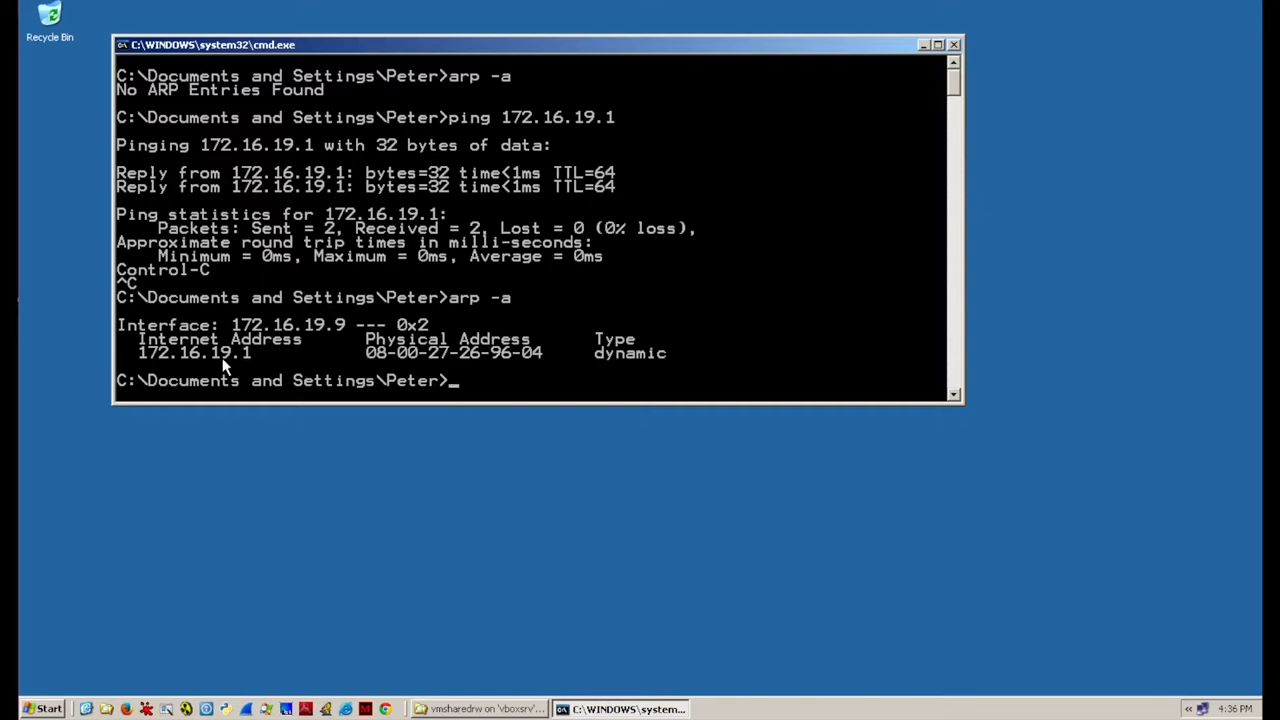 Recycle Bin
C:\WINDOWS\system32\cmd.exe
C:\Documents and Settings\Peter>arp -a
No ARP Entries Found
C:\Documents and Settings\Peter>ping 172.16.19.1
Pinging 172.16.19.1 with 32 bytes of data:
Reply from 172.16.19.1: bytes=32 time<1ms TTL=64
Reply from 172.16.19.1: bytes=32 time<1ms TTL=64
Ping statistics for 172.16.19.1:
Packets: Sent = 2, Received = 2, Lost = 0 (0% loss),
Approximate round trip times in milli-seconds:
Minimum = 0ms, Maximum = 0ms, Average = 0ms
Control-C
^C
C:\Documents and Settings\Peter>arp -a
Interface: 172.16.19.9 --- 0x2
Internet Address Physical Address Type
172.16.19.1 08-00-27-26-96-04 dynamic
C:\Documents and Settings\Peter>_
Start vmsharedrw on 'vboxsrv'... C:\WINDOWS\system... « 4:36 PM